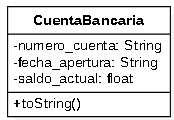 CuentaBancaria
-numero_cuenta: String
-fecha_apertura: String
-saldo_actual: float
+toString()